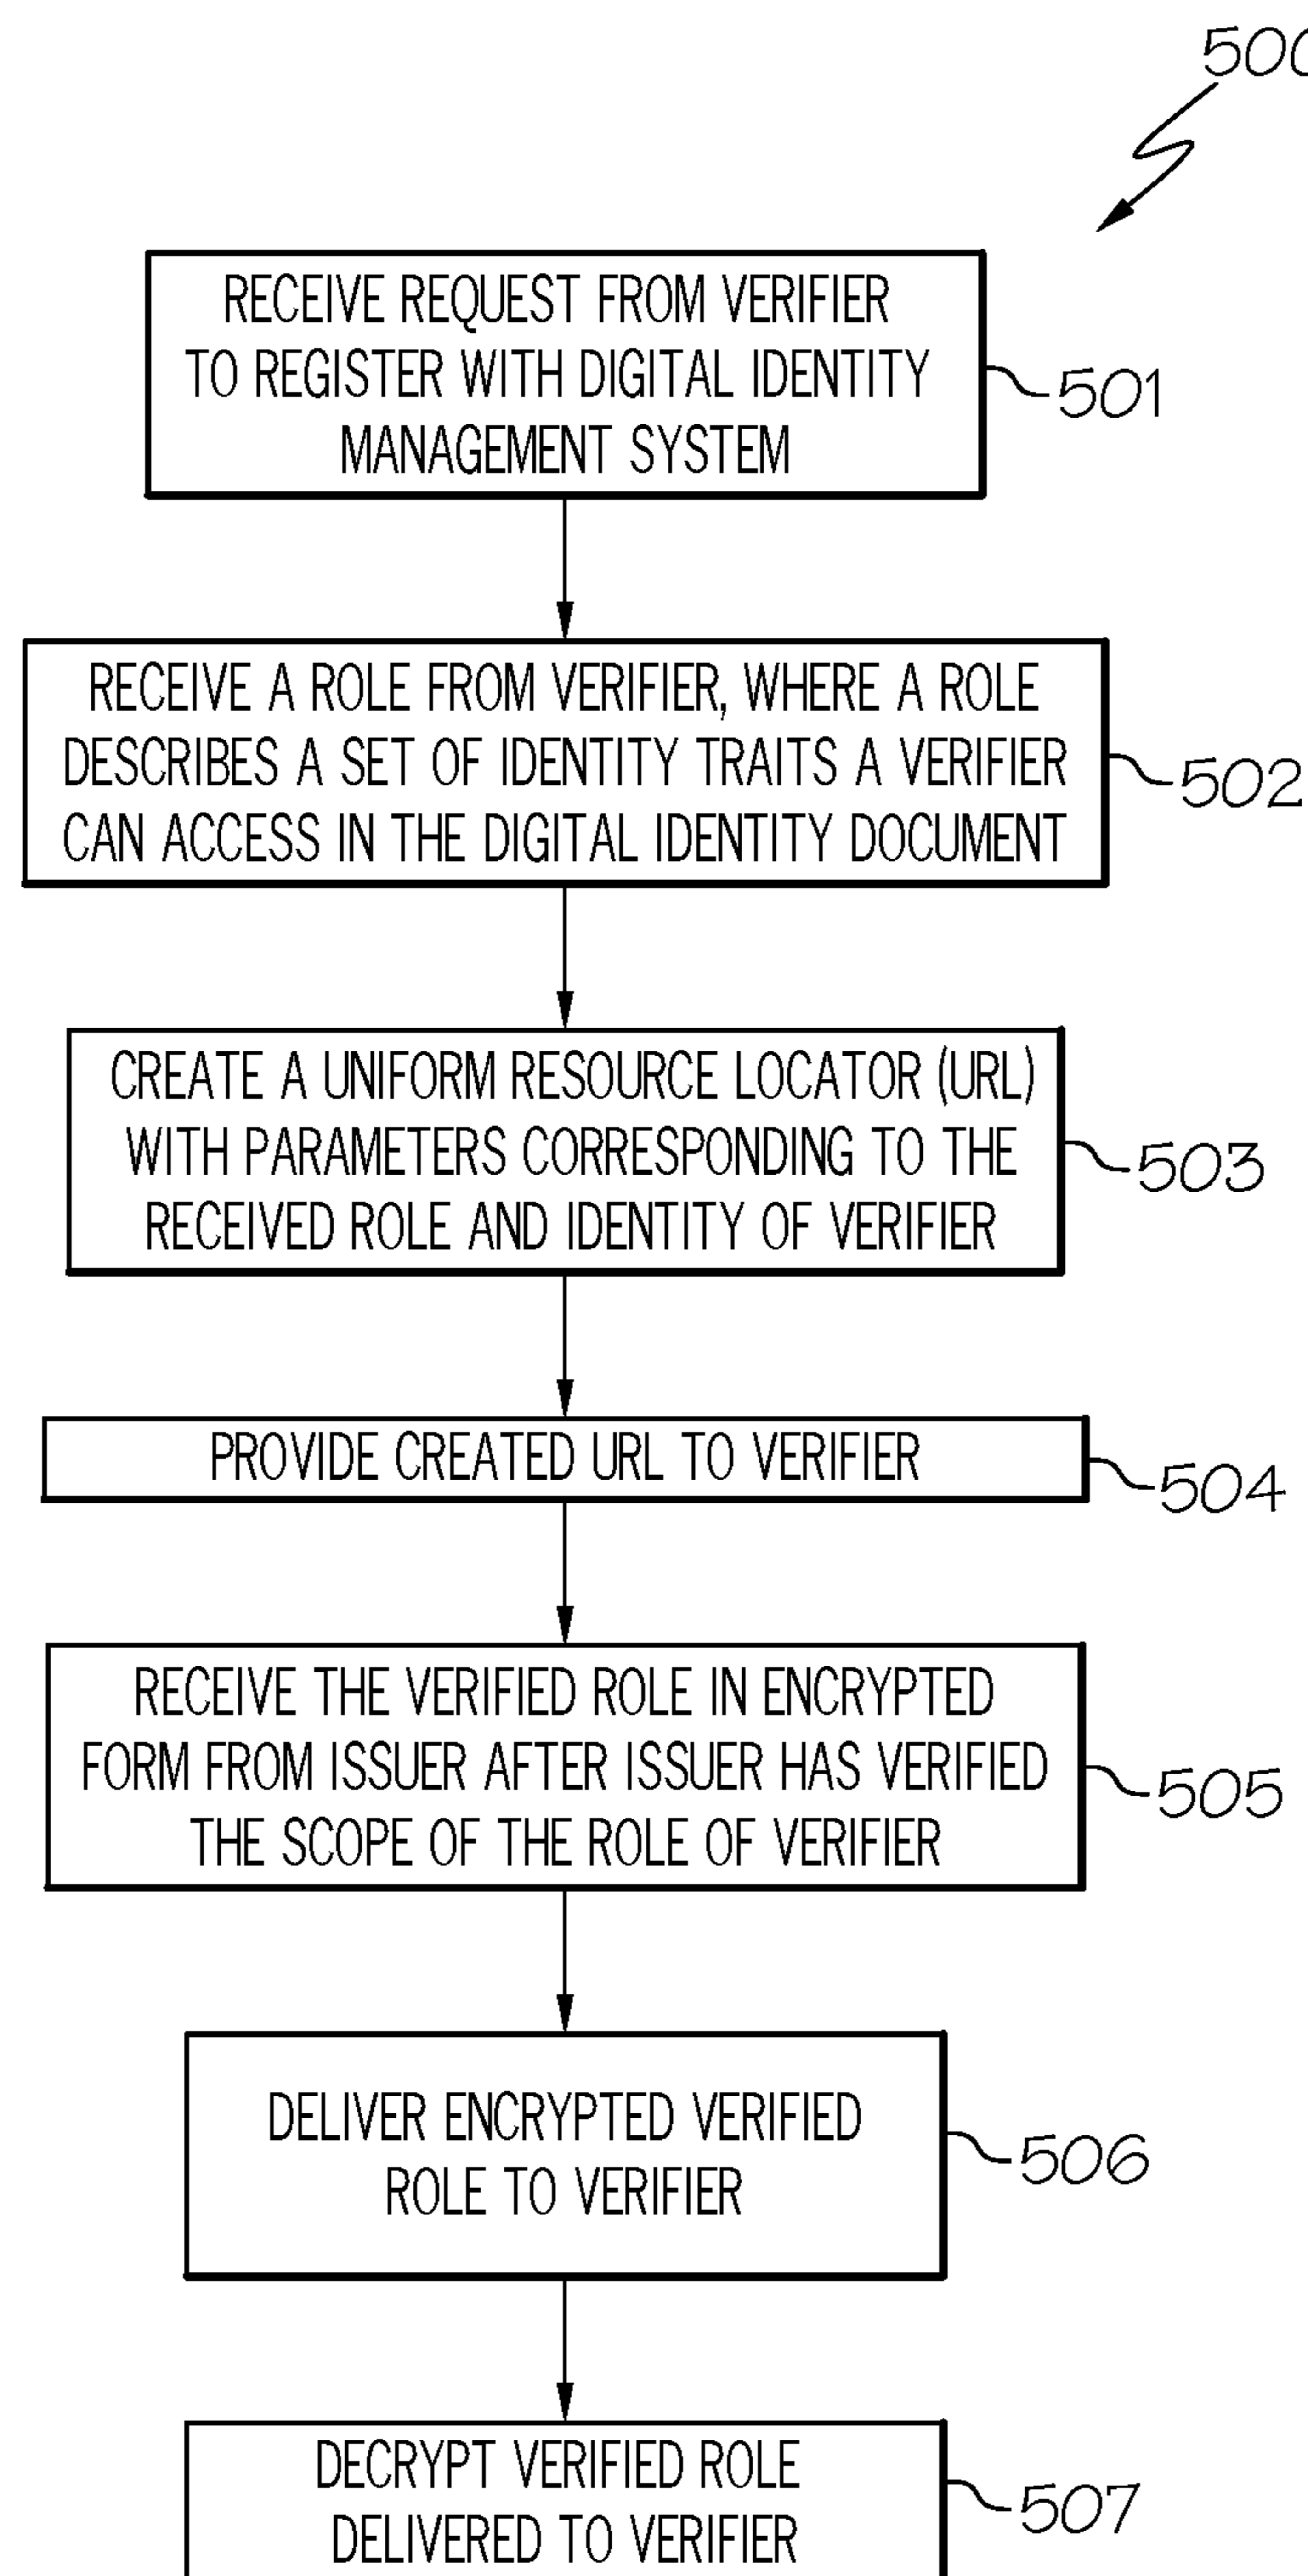 500
RECEIVE REQUEST FROM VERIFIER
TO REGISTER WITH DIGITAL IDENTITY
MANAGEMENT SYSTEM
501
RECEIVE A ROLE FROM VERIFIER, WHERE A ROLE
DESCRIBES A SET OF IDENTITY TRAITS A VERIFIER
CAN ACCESS IN THE DIGITAL IDENTITY DOCUMENT
502
CREATE A UNIFORM RESOURCE LOCATOR (URL)
WITH PARAMETERS CORRESPONDING TO THE
RECEIVED ROLE AND IDENTITY OF VERIFIER
503
PROVIDE CREATED URL TO VERIFIER
504
RECEIVE THE VERIFIED ROLE IN ENCRYPTED
FORM FROM ISSUER AFTER ISSUER HAS VERIFIED
THE SCOPE OF THE ROLE OF VERIFIER
505
DELIVER ENCRYPTED VERIFIED
ROLE TO VERIFIER
506
DECRYPT VERIFIED ROLE
DELIVERED TO VERIFIER
507